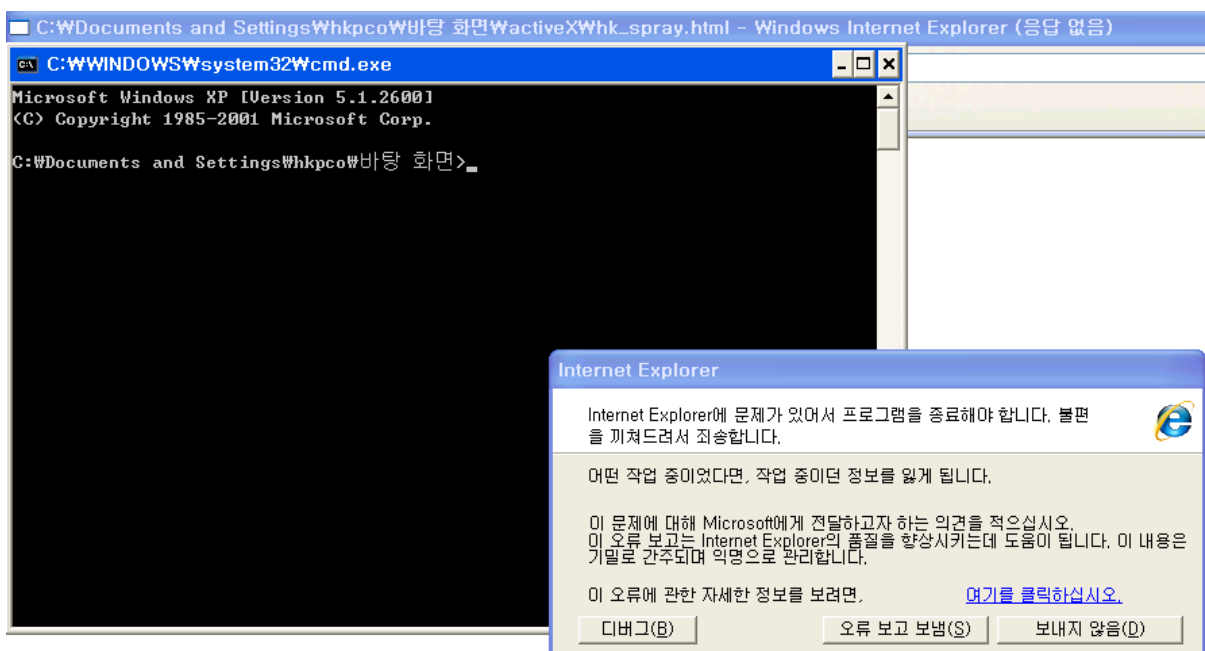 C:₩Documents and Settings₩hkpco₩바탕 화면₩activeX₩hk_spray.html - Windows Internet Explorer (응답 없음)
C:₩WINDOWS₩system32₩cmd.exe
Microsoft Windows XP [Version 5.1.2600]
(C) Copyright 1985-2001 Microsoft Corp.
C:₩Documents and Settings₩hkpco₩바탕 화면>_
Internet Explorer
Internet Explorer에 문제가 있어서 프로그램을 종료해야 합니다. 불편
을 끼쳐드려서 죄송합니다.
어떤 작업 중이었다면, 작업 중이던 정보를 잃게 됩니다.
이 문제에 대해 Microsoft에게 전달하고자 하는 의견을 적으십시오.
이 오류 보고는 Internet Explorer의 품질을 향상시키는데 도움이 됩니다. 이 내용은
기밀로 간주되며 익명으로 관리합니다.
이 오류에 관한 자세한 정보를 보려면, 여기를 클릭하십시오.
디버그(B) 오류 보고 보냄(S) 보내지 않음(D)